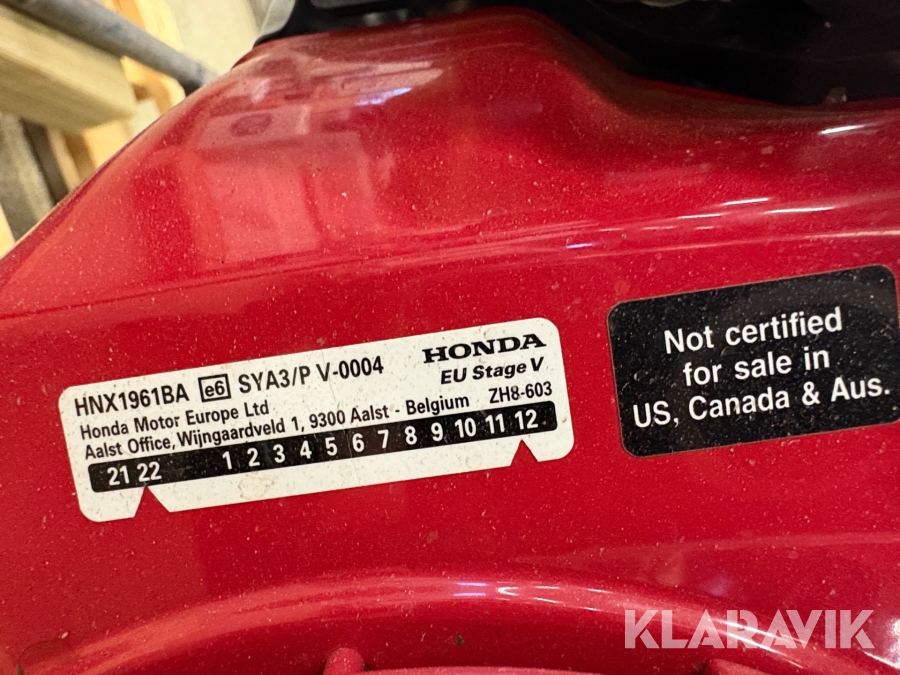 HNX1961BA e6 SYA3/P V-0004 HONDA
Honda Motor Europe Ltd EU Stage V
Aalst Office, Wijngaardveld 1, 9300 Aalst - Belgium ZH8-603
21 22 1 2 3 4 5 6 7 8 9 10 11 12
Not certified
for sale in
US, Canada & Aus.
KLARAVIK